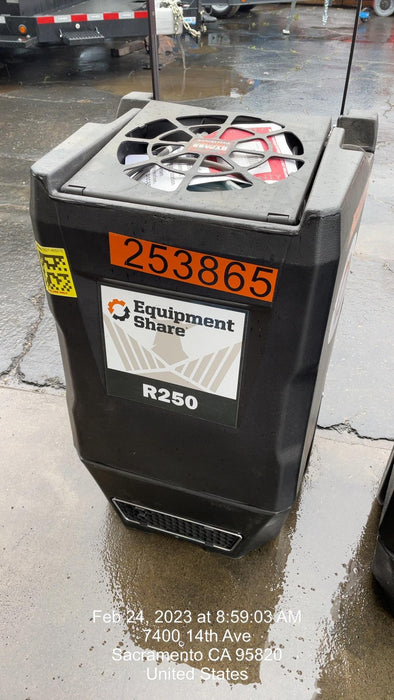 253865
Equipment
Share
R250
Feb 24, 2023 at 8:59:03 AM
7400 14th Ave
Sacramento CA 95820
United States